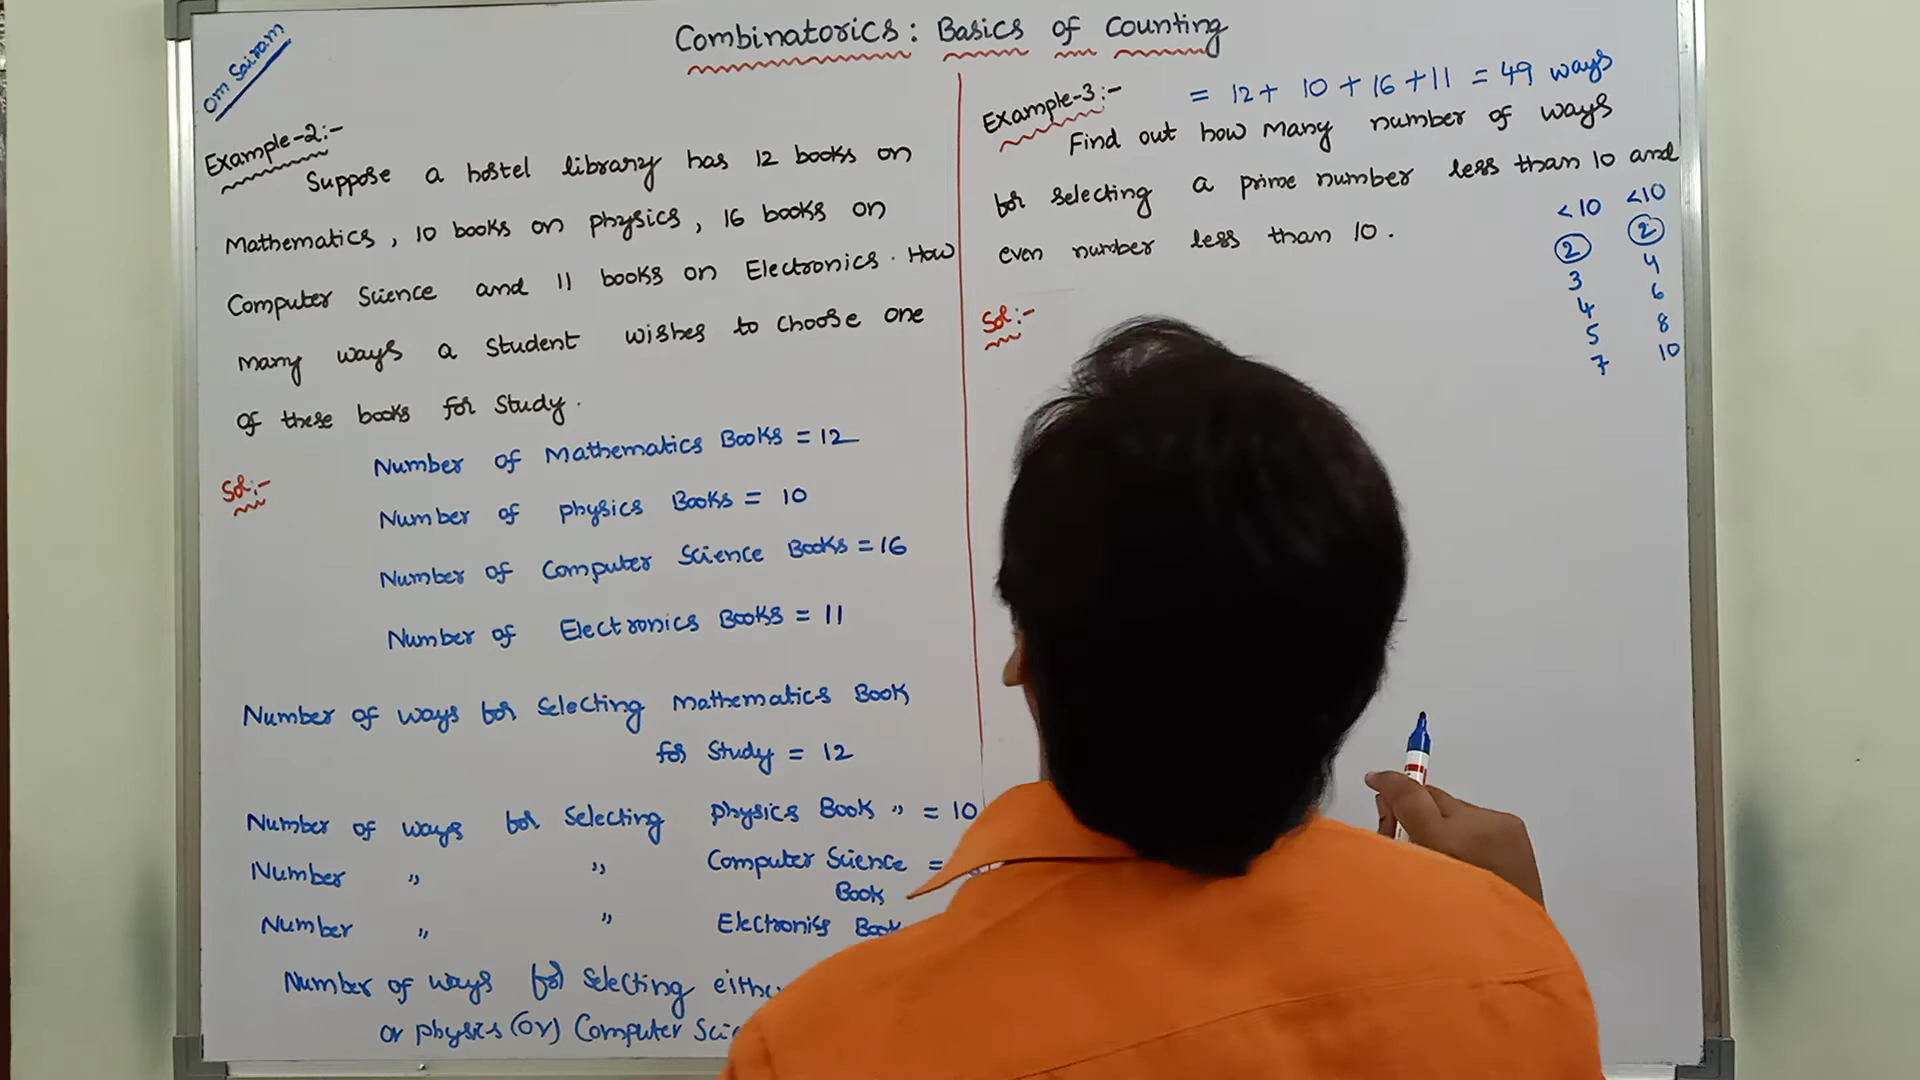 Om Sairam
Combinatorics: Basics of Counting
Example-2:-
Suppose a hostel library has 12 books on
Mathematics, 10 books on physics, 16 books on
Computer Science and 11 books on Electronics. How
Many ways a Student wishes to choose one
Of these books for Study.
Sol:-
Number of Mathematics Books = 12
Number of physics Books = 10
Number of Computer Science Books = 16
Number of Electronics Books = 11
Number of ways for selecting Mathematics Book
for Study = 12
Number of ways for Selecting Physics Book " = 10
Number " " Computer Science =
Book
Number " " Electronics
Number of ways for selecting
or physics (or) Computer
Example-3:-
= 12 + 10 + 16 + 11 = 49 ways
Find out how many number of ways
for selecting a prime number less than 10 and
even number less than 10.
<10 <10
2 2
3 4
4 6
5 8
7 10
Sol:-